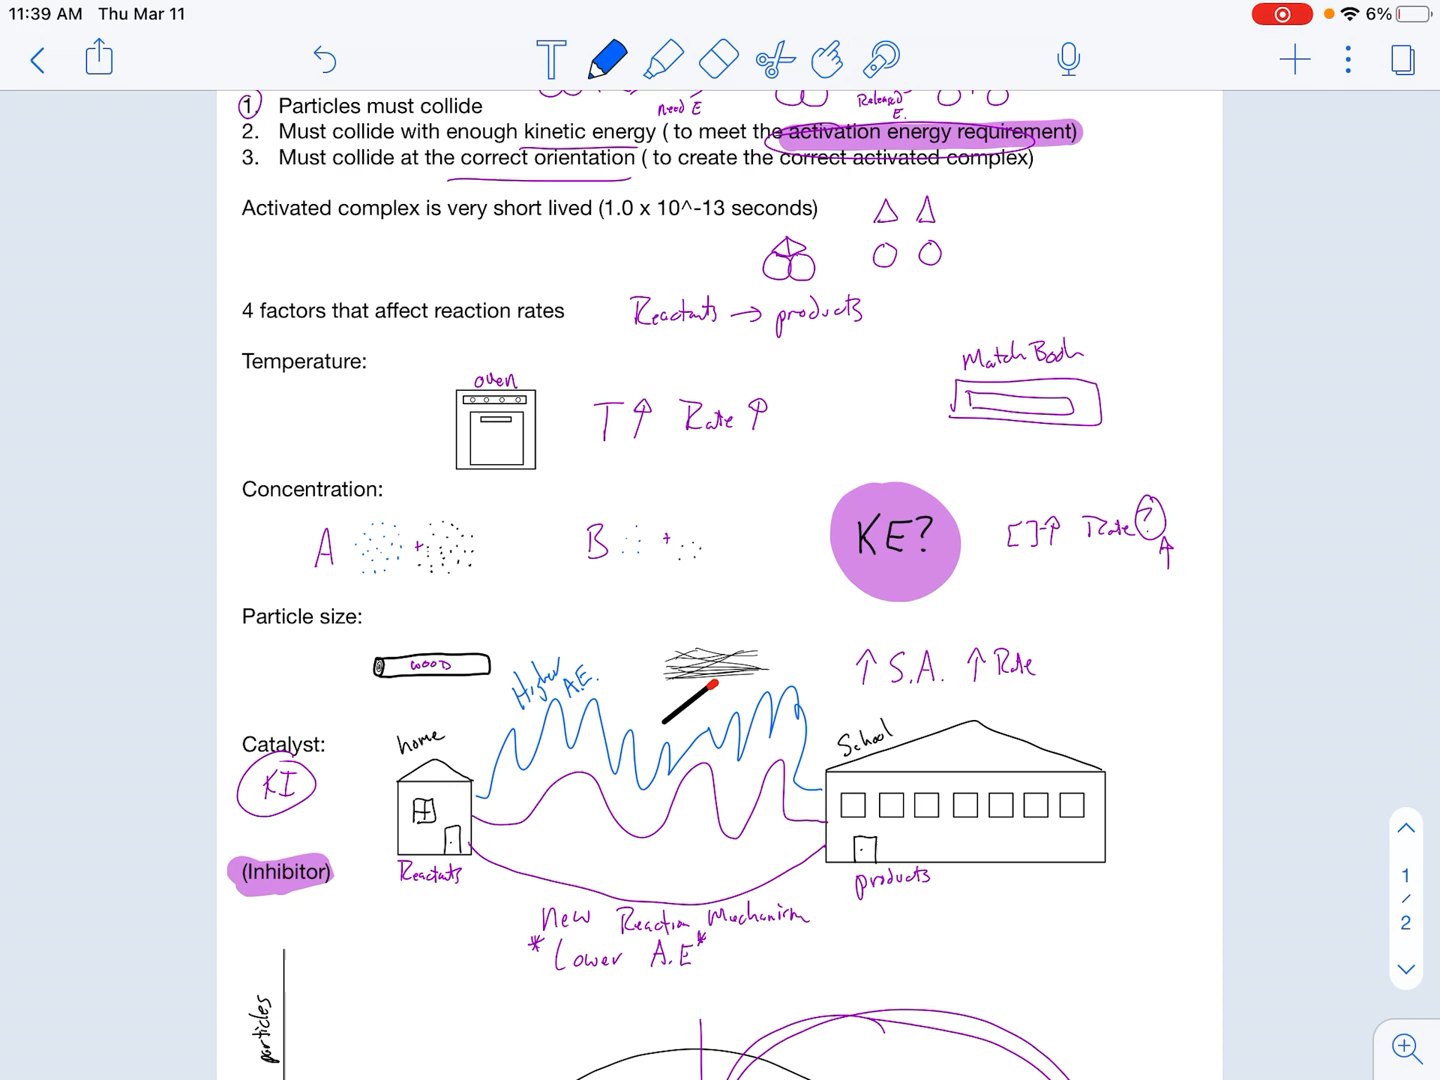 11:39 AM Thu Mar 11
6%
Need E
Released
E.
1. Particles must collide
2. Must collide with enough kinetic energy ( to meet the activation energy requirement)
3. Must collide at the correct orientation ( to create the correct activated complex)
Activated complex is very short lived (1.0 x 10^-13 seconds)
4 factors that affect reaction rates
Reactants → products
Temperature:
oven
T↑ Rate ↑
Match Book
Concentration:
A + B +
KE?
[ ]↑ Rate ?
↑
Particle size:
WOOD
↑ S.A. ↑ Rate
Higher
A.E.
Catalyst:
home
School
KI
(Inhibitor)
Reactants
products
New Reaction Mechanism
*Lower A.E*
particles
1
/
2